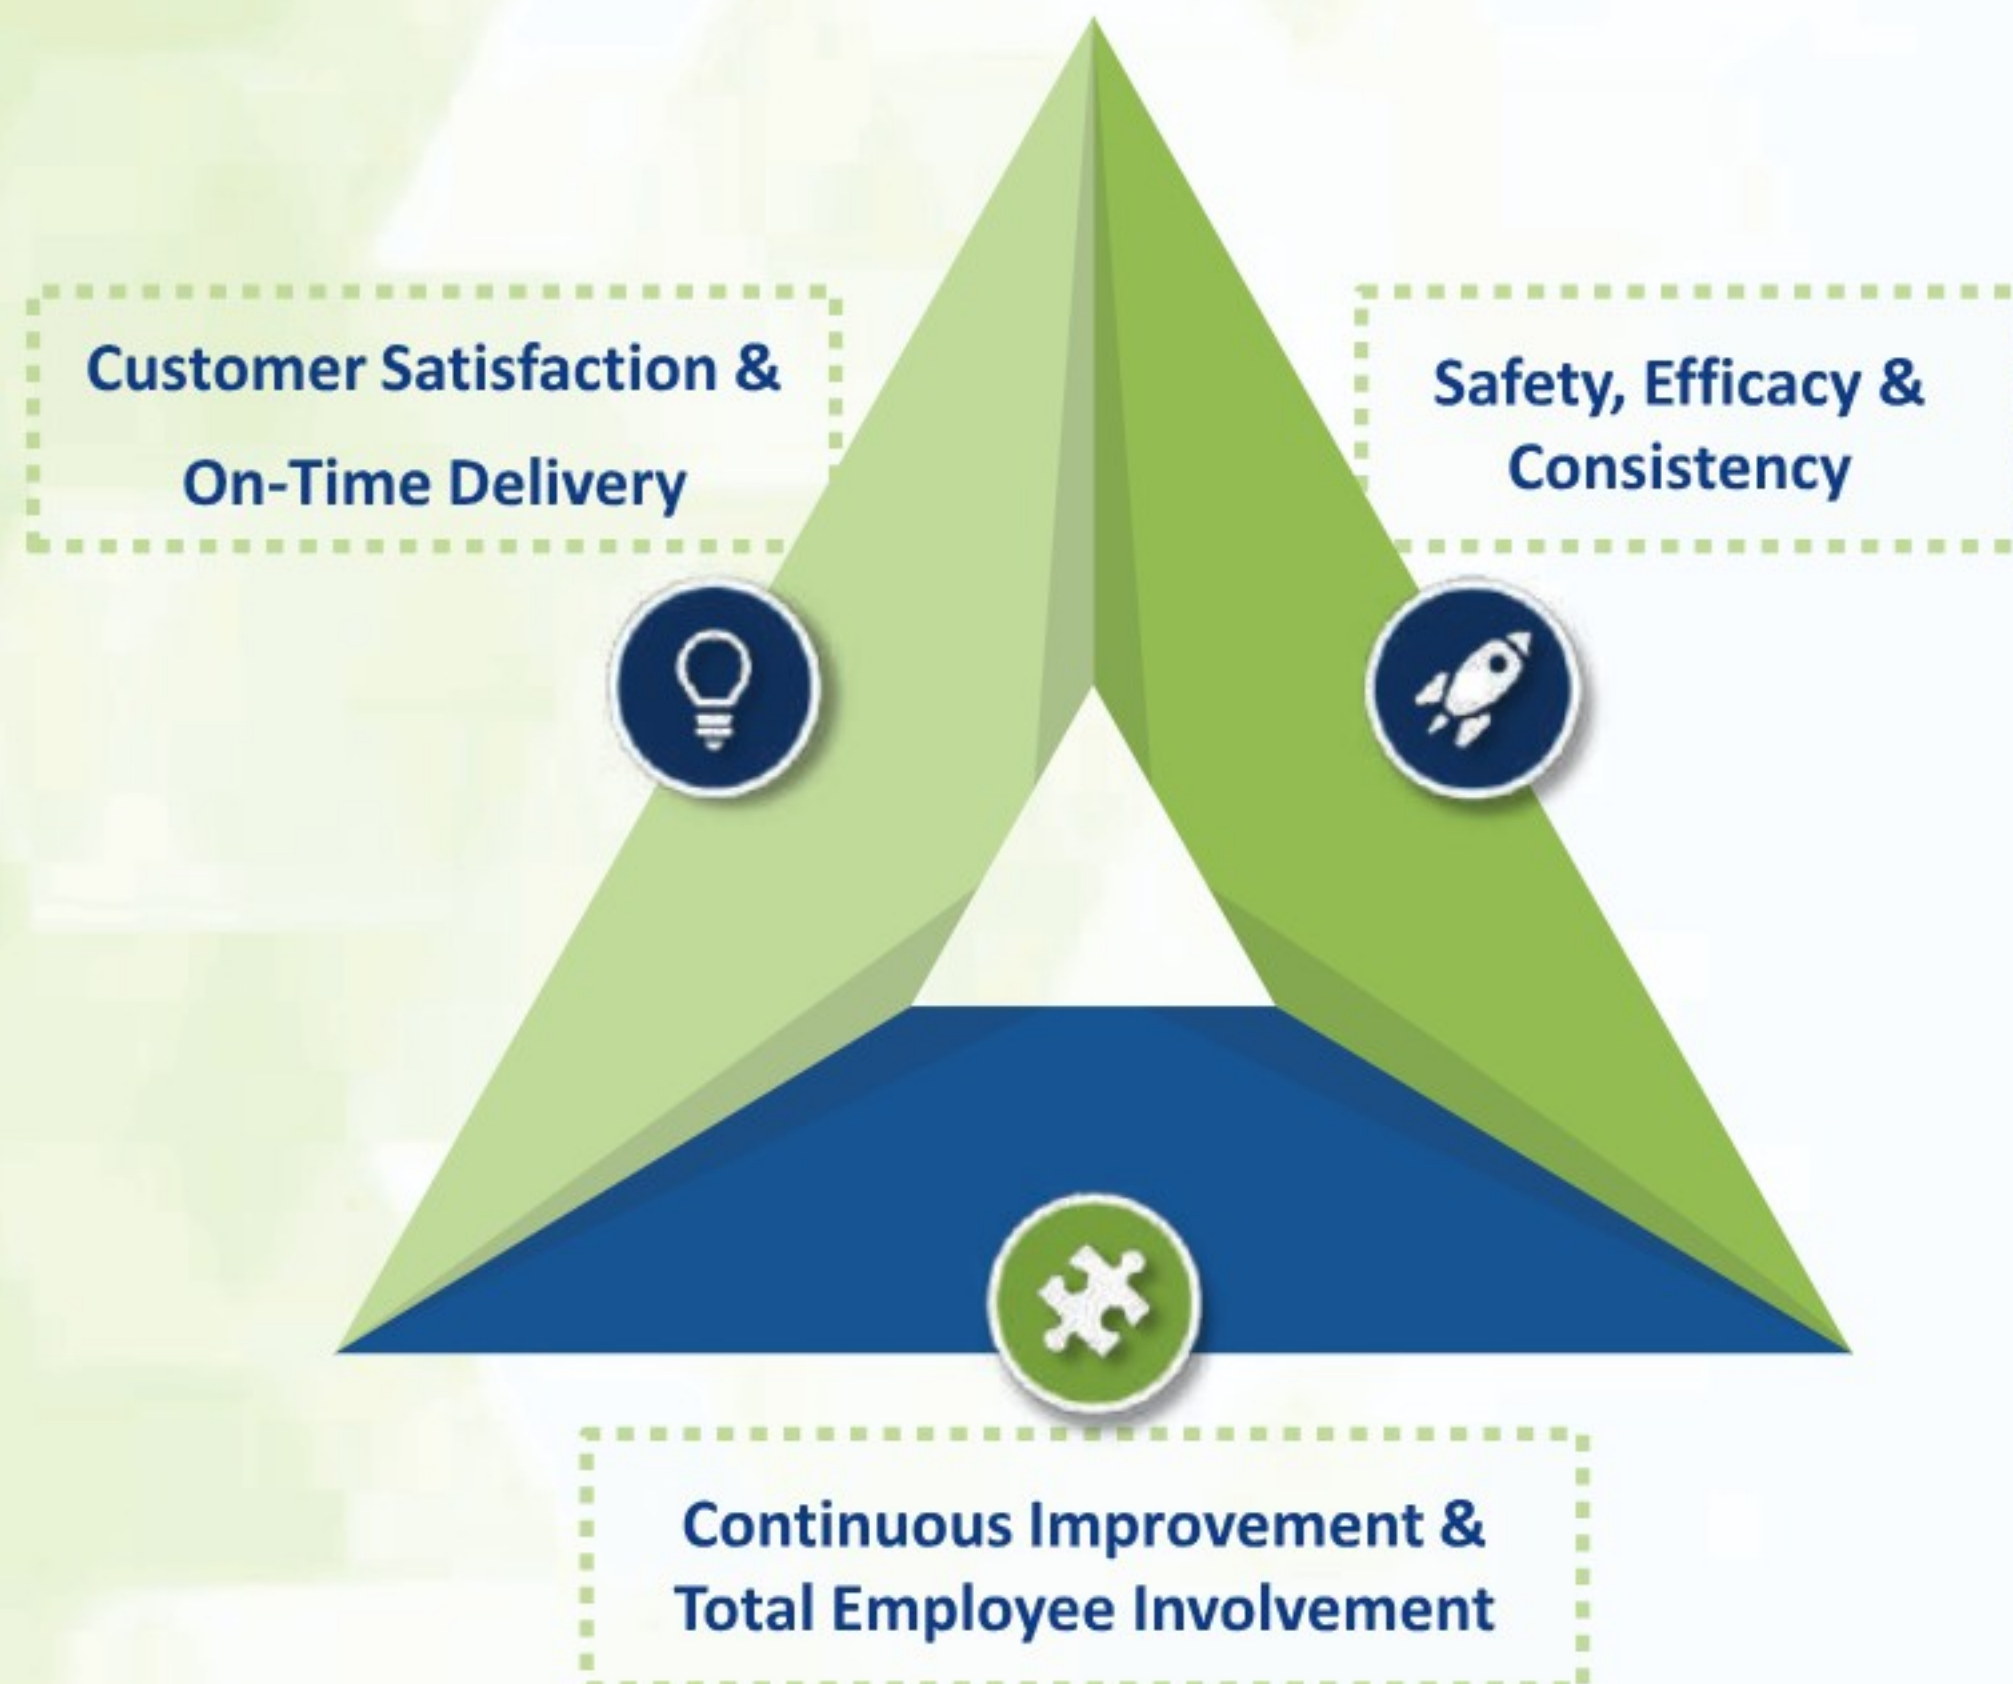 Customer Satisfaction &
On-Time Delivery
Safety, Efficacy &
Consistency
Continuous Improvement &
Total Employee Involvement